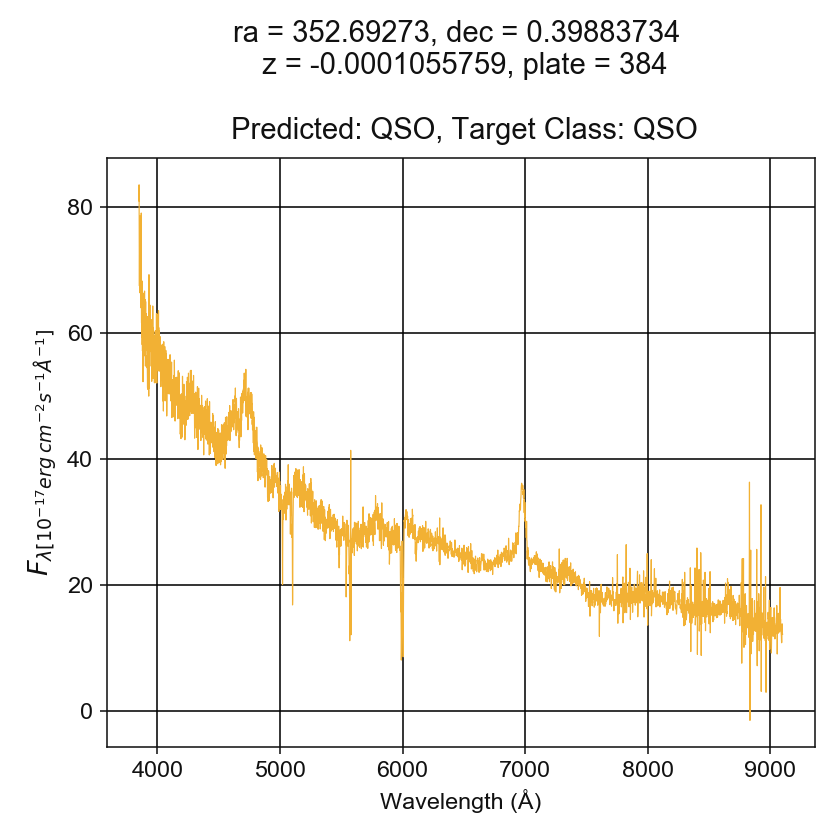 ra = 352.69273, dec = 0.39883734
z = -0.0001055759, plate = 384
Predicted: QSO, Target Class: QSO
80
60
40
20
0
Fλ[10⁻¹⁷erg cm⁻²s⁻¹Å⁻¹]
4000 5000 6000 7000 8000 9000
Wavelength (Å)